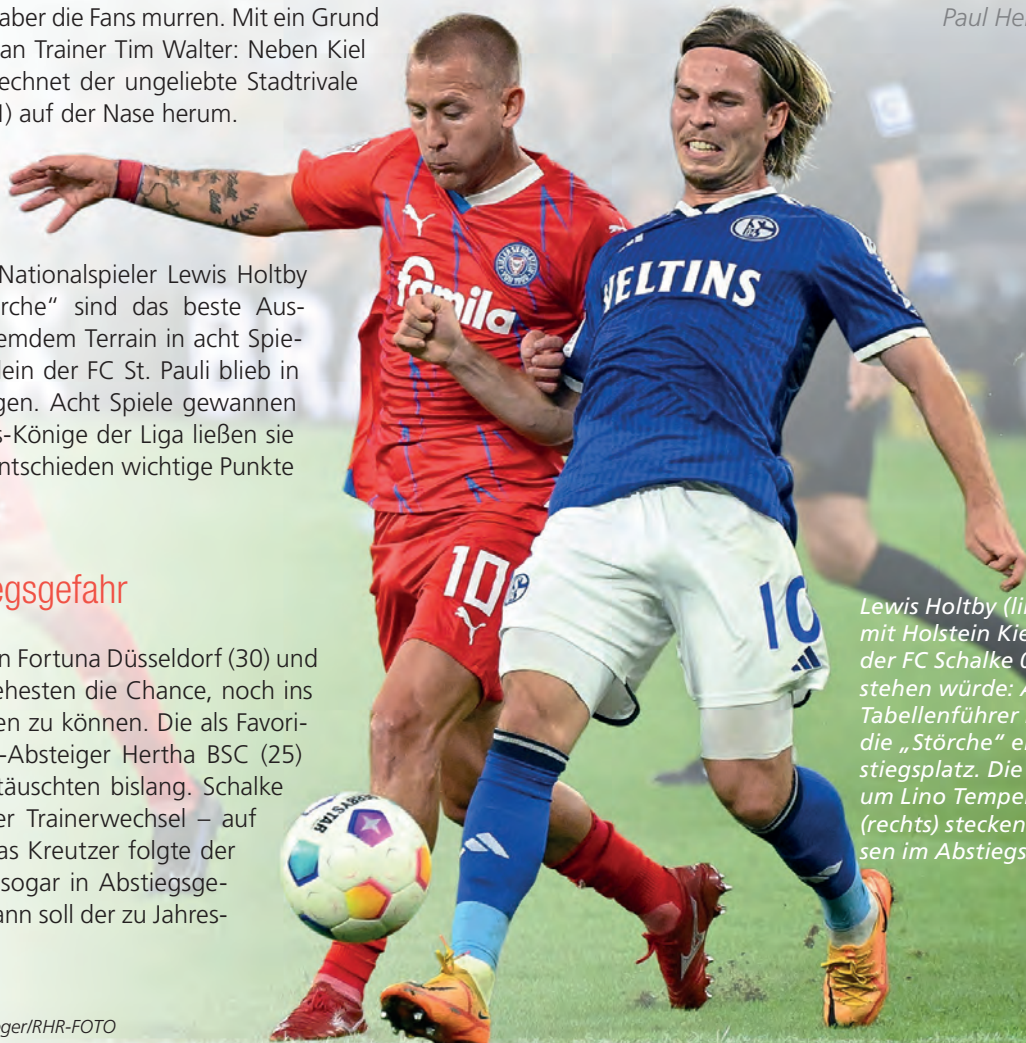 aber die Fans murren. Mit ein Grund
an Trainer Tim Walter: Neben Kiel
echnet der ungeliebte Stadtrivale
auf der Nase herum.
Nationalspieler Lewis Holtby
rche“ sind das beste Aus-
emdem Terrain in acht Spie-
lein der FC St. Pauli blieb in
gen. Acht Spiele gewannen
s-Könige der Liga ließen sie
ntschieden wichtige Punkte
egsgefahr
n Fortuna Düsseldorf (30) und
ehesten die Chance, noch ins
en zu können. Die als Favori-
-Absteiger Hertha BSC (25)
täuschten bislang. Schalke
er Trainerwechsel – auf
as Kreutzer folgte der
sogar in Abstiegsge-
ann soll der zu Jahres-
ger/RHR-FOTO
Paul He
famila
VELTINS
10
10
DERBYSTAR
Lewis Holtby (li
mit Holstein Kie
der FC Schalke 0
stehen würde: A
Tabellenführer
die „Störche“ e
stiegsplatz. Die
um Lino Tempe
(rechts) stecken
sen im Abstiegs